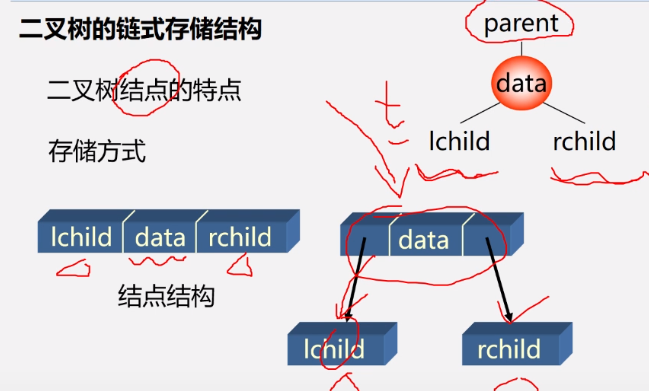 二叉树的链式存储结构
parent
二叉树结点的特点
data
lchild
rchild
存储方式
t
lchild data rchild
data
结点结构
lchild
rchild